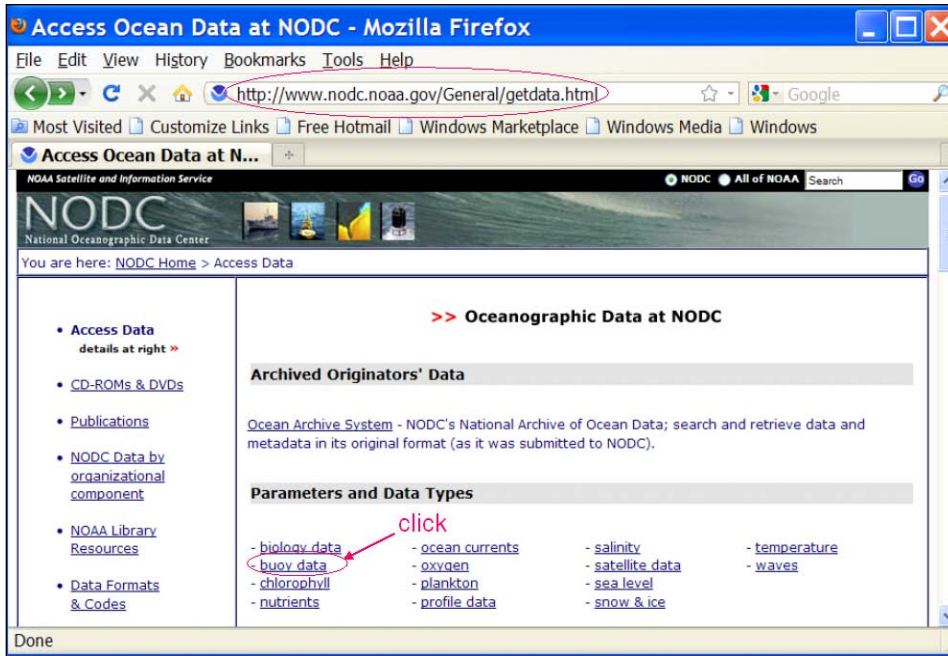 Access Ocean Data at NODC - Mozilla Firefox
File Edit View History Bookmarks Tools Help
http://www.nodc.noaa.gov/General/getdata.html Google
Most Visited Customize Links Free Hotmail Windows Marketplace Windows Media Windows
Access Ocean Data at N...
NOAA Satellite and Information Service NODC All of NOAA Search Go
NODC
National Oceanographic Data Center
You are here: NODC Home > Access Data
>> Oceanographic Data at NODC
• Access Data
details at right »
• CD-ROMs & DVDs
• Publications
• NODC Data by
organizational
component
• NOAA Library
Resources
• Data Formats
& Codes
Archived Originators' Data
Ocean Archive System - NODC's National Archive of Ocean Data; search and retrieve data and
metadata in its original format (as it was submitted to NODC).
Parameters and Data Types
click
- biology data - ocean currents - salinity - temperature
- buoy data - oxygen - satellite data - waves
- chlorophyll - plankton - sea level
- nutrients - profile data - snow & ice
Done